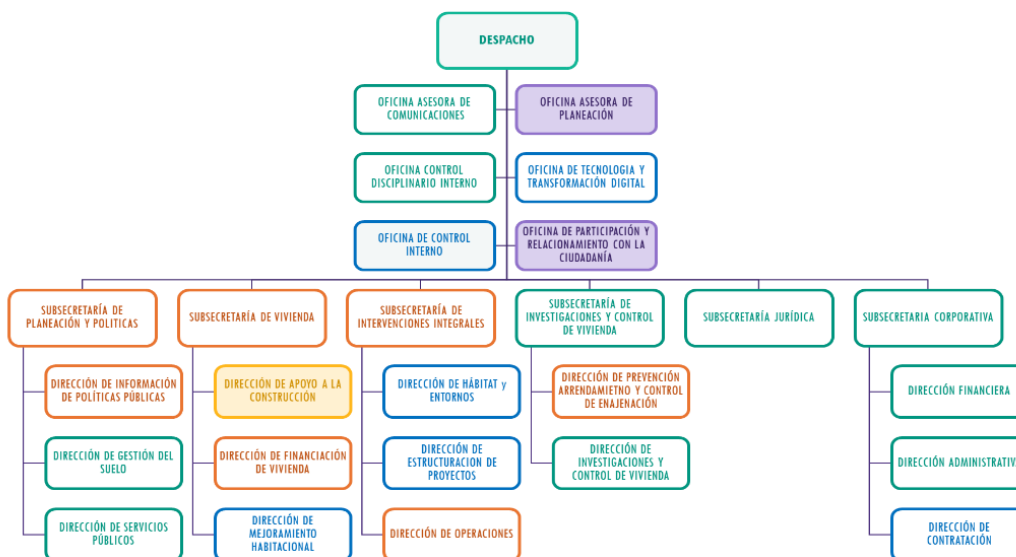 DESPACHO
OFICINA ASESORA DE
COMUNICACIONES
OFICINA ASESORA DE
PLANEACIÓN
OFICINA CONTROL
DISCIPLINARIO INTERNO
OFICINA DE TECNOLOGIA Y
TRANSFORMACIÓN DIGITAL
OFICINA DE CONTROL
INTERNO
OFICINA DE PARTICIPACIÓN Y
RELACIONAMIENTO CON LA
CIUDADANÍA
SUBSECRETARÍA DE
PLANEACIÓN Y POLITICAS
SUBSECRETARÍA DE VIVIENDA
SUBSECRETARÍA DE
INTERVENCIONES INTEGRALES
SUBSECRETARÍA DE
INVESTIGACIONES Y CONTROL
DE VIVIENDA
SUBSECRETARÍA JURÍDICA
SUBSECRETARIA CORPORATIVA
DIRECCIÓN DE INFORMACIÓN
DE POLÍTICAS PÚBLICAS
DIRECCIÓN DE APOYO A LA
CONSTRUCCIÓN
DIRECCIÓN DE HÁBITAT y
ENTORNOS
DIRECCIÓN DE PREVENCIÓN
ARRENDAMIETNO Y CONTROL
DE ENAJENACIÓN
DIRECCIÓN FINANCIERA
DIRECCIÓN DE GESTIÓN DEL
SUELO
DIRECCIÓN DE FINANCIACIÓN
DE VIVIENDA
DIRECCIÓN DE
ESTRUCTURACION DE
PROYECTOS
DIRECCIÓN DE
INVESTIGACIONES Y
CONTROL DE VIVIENDA
DIRECCIÓN ADMINISTRATIVA
DIRECCIÓN DE SERVICIOS
PÚBLICOS
DIRECCIÓN DE
MEJORAMIENTO
HABITACIONAL
DIRECCIÓN DE OPERACIONES
DIRECCIÓN DE
CONTRATACIÓN